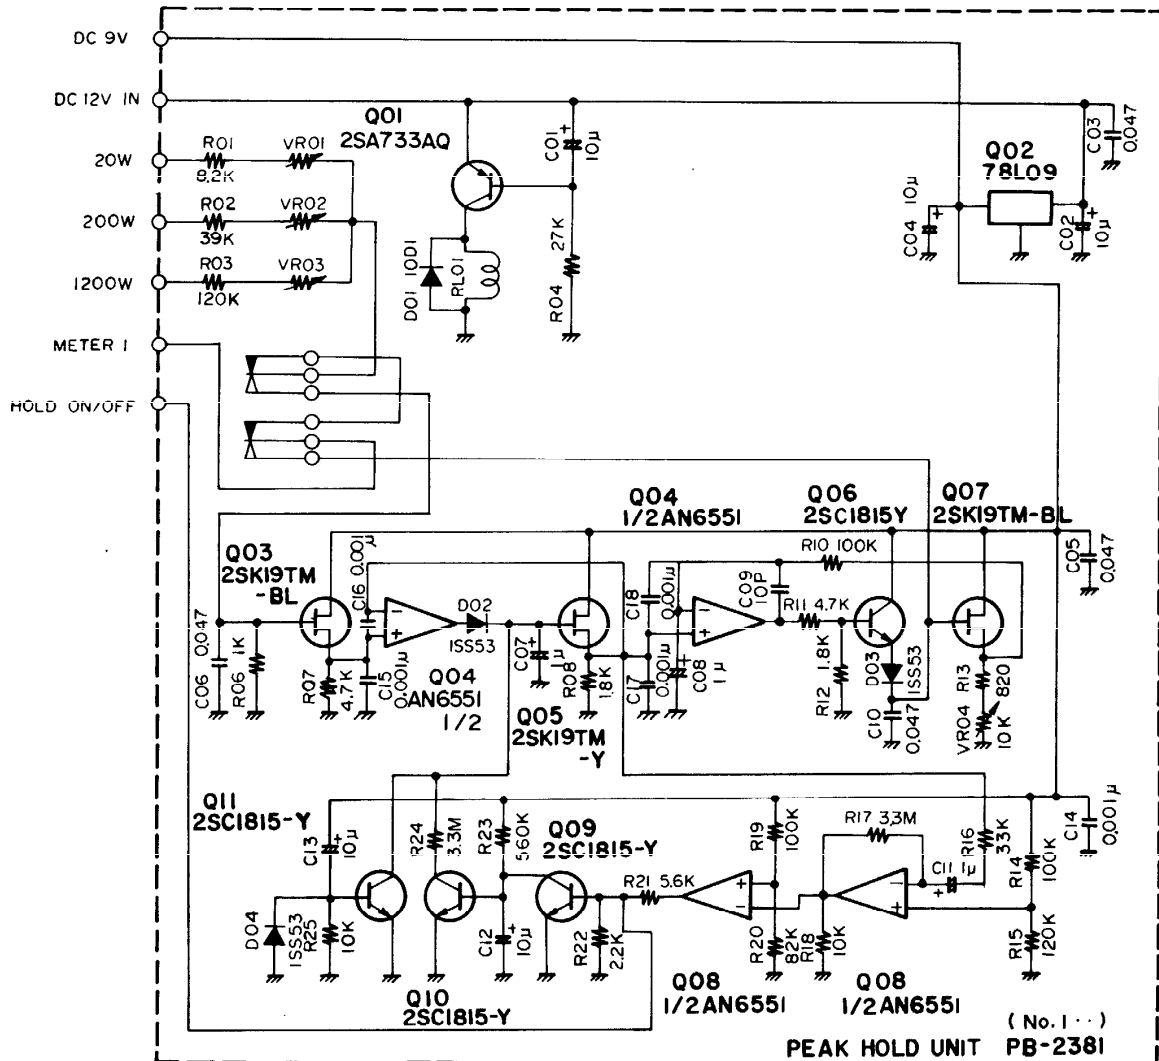 DC 9V
DC 12V IN
20W
200W
1200W
METER 1
HOLD ON/OFF
R01
8.2K
VR01
R02
39K
VR02
R03
120K
VR03
Q01
2SA733AQ
C01
10μ
27K
R04
D01 10D1
RL01
Q02
78L09
C03
0.047
C04
10μ
C02
10μ
Q03
2SK19TM
-BL
C06
0.047
R06
1K
R07
4.7K
C16
C15
0.001μ
D02
1SS53
Q04
AN6551
1/2
C07
1μ
Q05
2SK19TM
-Y
R08
1.8K
Q04
1/2AN6551
C18
0.001μ
C17
0.001μ
C08
1μ
C09
10P
R10 100K
R11 4.7K
R12
1.8K
Q06
2SC1815Y
D03
1SS53
C10
0.047
Q07
2SK19TM-BL
R13
820
VR04
10K
C05
0.047
Q11
2SC1815-Y
C13
10μ
D04
1SS53
R25
10K
R24
3.3M
R23
560K
Q10
2SC1815-Y
C12
10μ
Q09
2SC1815-Y
R22
2.2K
R21 5.6K
R19
100K
R20
82K
Q08
1/2AN6551
R17 3.3M
R18
10K
C11 1μ
R16
33K
Q08
1/2AN6551
R14
100K
R15
120K
C14
0.001μ
PEAK HOLD UNIT PB-2381